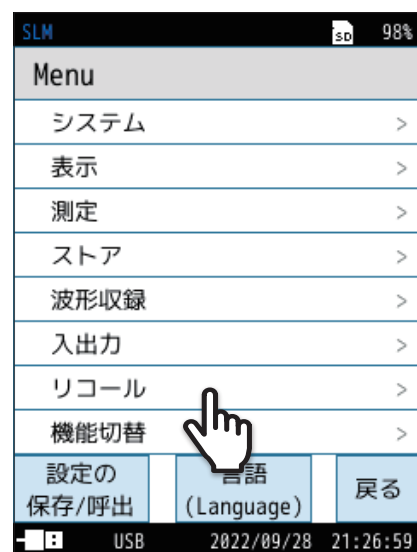 SLM SD 98%
Menu
システム >
表示 >
測定 >
ストア >
波形収録 >
入出力 >
リコール >
機能切替 >
設定の
保存/呼出
言語
(Language)
戻る
USB 2022/09/28 21:26:59